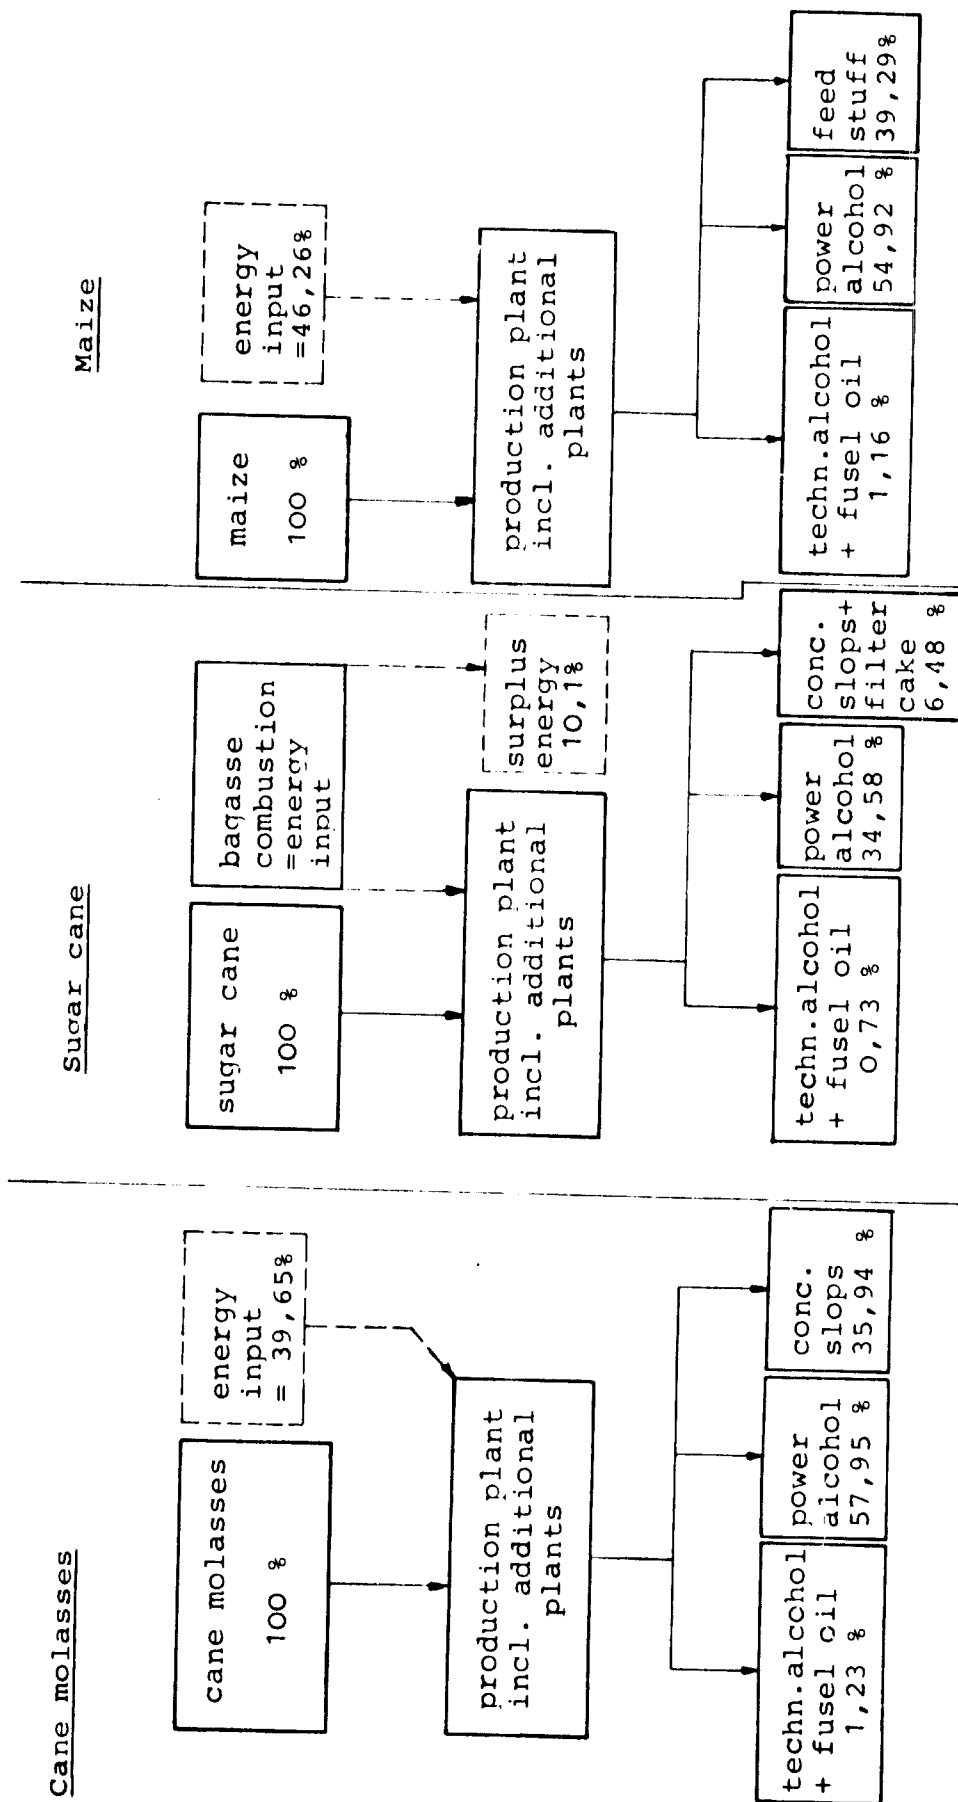 Cane molasses
cane molasses
100 %
energy
input
= 39,65%
production plant
incl. additional
plants
techn.alcohol
+ fusel oil
1,23 %
power
alcohol
57,95 %
conc.
slops
35,94 %
Sugar cane
sugar cane
100 %
bagasse
combustion
=energy
input
production plant
incl. additional
plants
surplus
energy
10,1%
techn.alcohol
+ fusel oil
0,73 %
power
alcohol
34,58 %
conc.
slops+
filter
cake
6,48 %
Maize
maize
100 %
energy
input
=46,26%
production plant
incl. additional
plants
techn.alcohol
+ fusel oil
1,16 %
power
alcohol
54,92 %
feed
stuff
39,29%